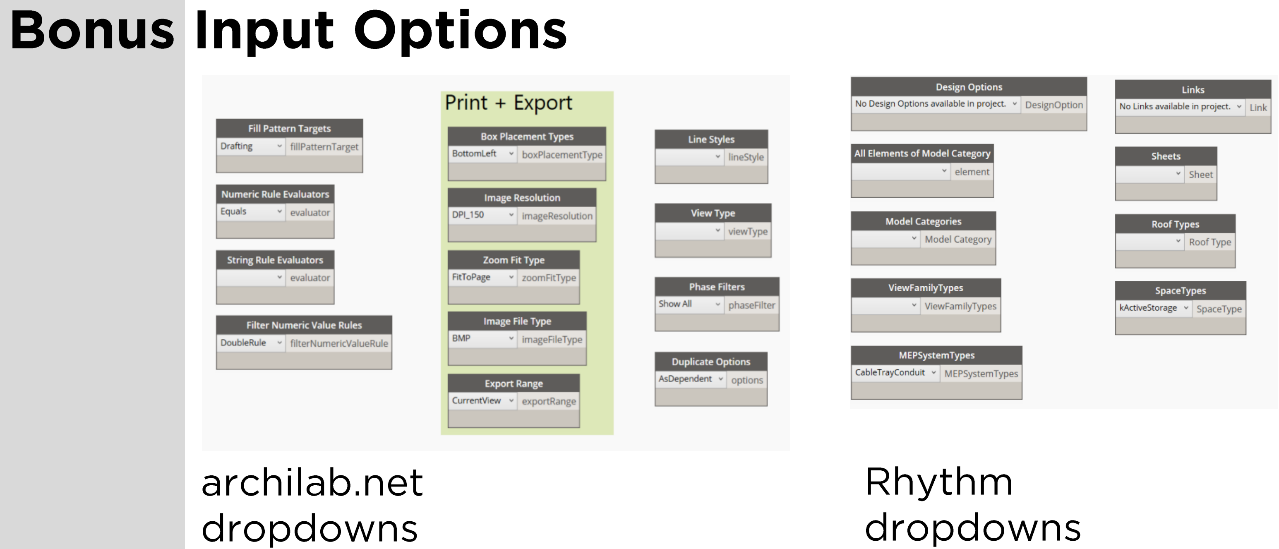 Bonus Input Options
Fill Pattern Targets
Drafting fillPatternTarget
Numeric Rule Evaluators
Equals evaluator
String Rule Evaluators
evaluator
Filter Numeric Value Rules
DoubleRule filterNumericValueRule
Print + Export
Box Placement Types
BottomLeft boxPlacementType
Image Resolution
DPI_150 imageResolution
Zoom Fit Type
FitToPage zoomFitType
Image File Type
BMP imageFileType
Export Range
CurrentView exportRange
Line Styles
lineStyle
View Type
viewType
Phase Filters
Show All phaseFilter
Duplicate Options
AsDependent options
archilab.net
dropdowns
Design Options
No Design Options available in project. DesignOption
All Elements of Model Category
element
Model Categories
Model Category
ViewFamilyTypes
ViewFamilyTypes
MEPSystemTypes
CableTrayConduit MEPSystemTypes
Links
No Links available in project. Link
Sheets
Sheet
Roof Types
Roof Type
SpaceTypes
kActiveStorage SpaceType
Rhythm
dropdowns